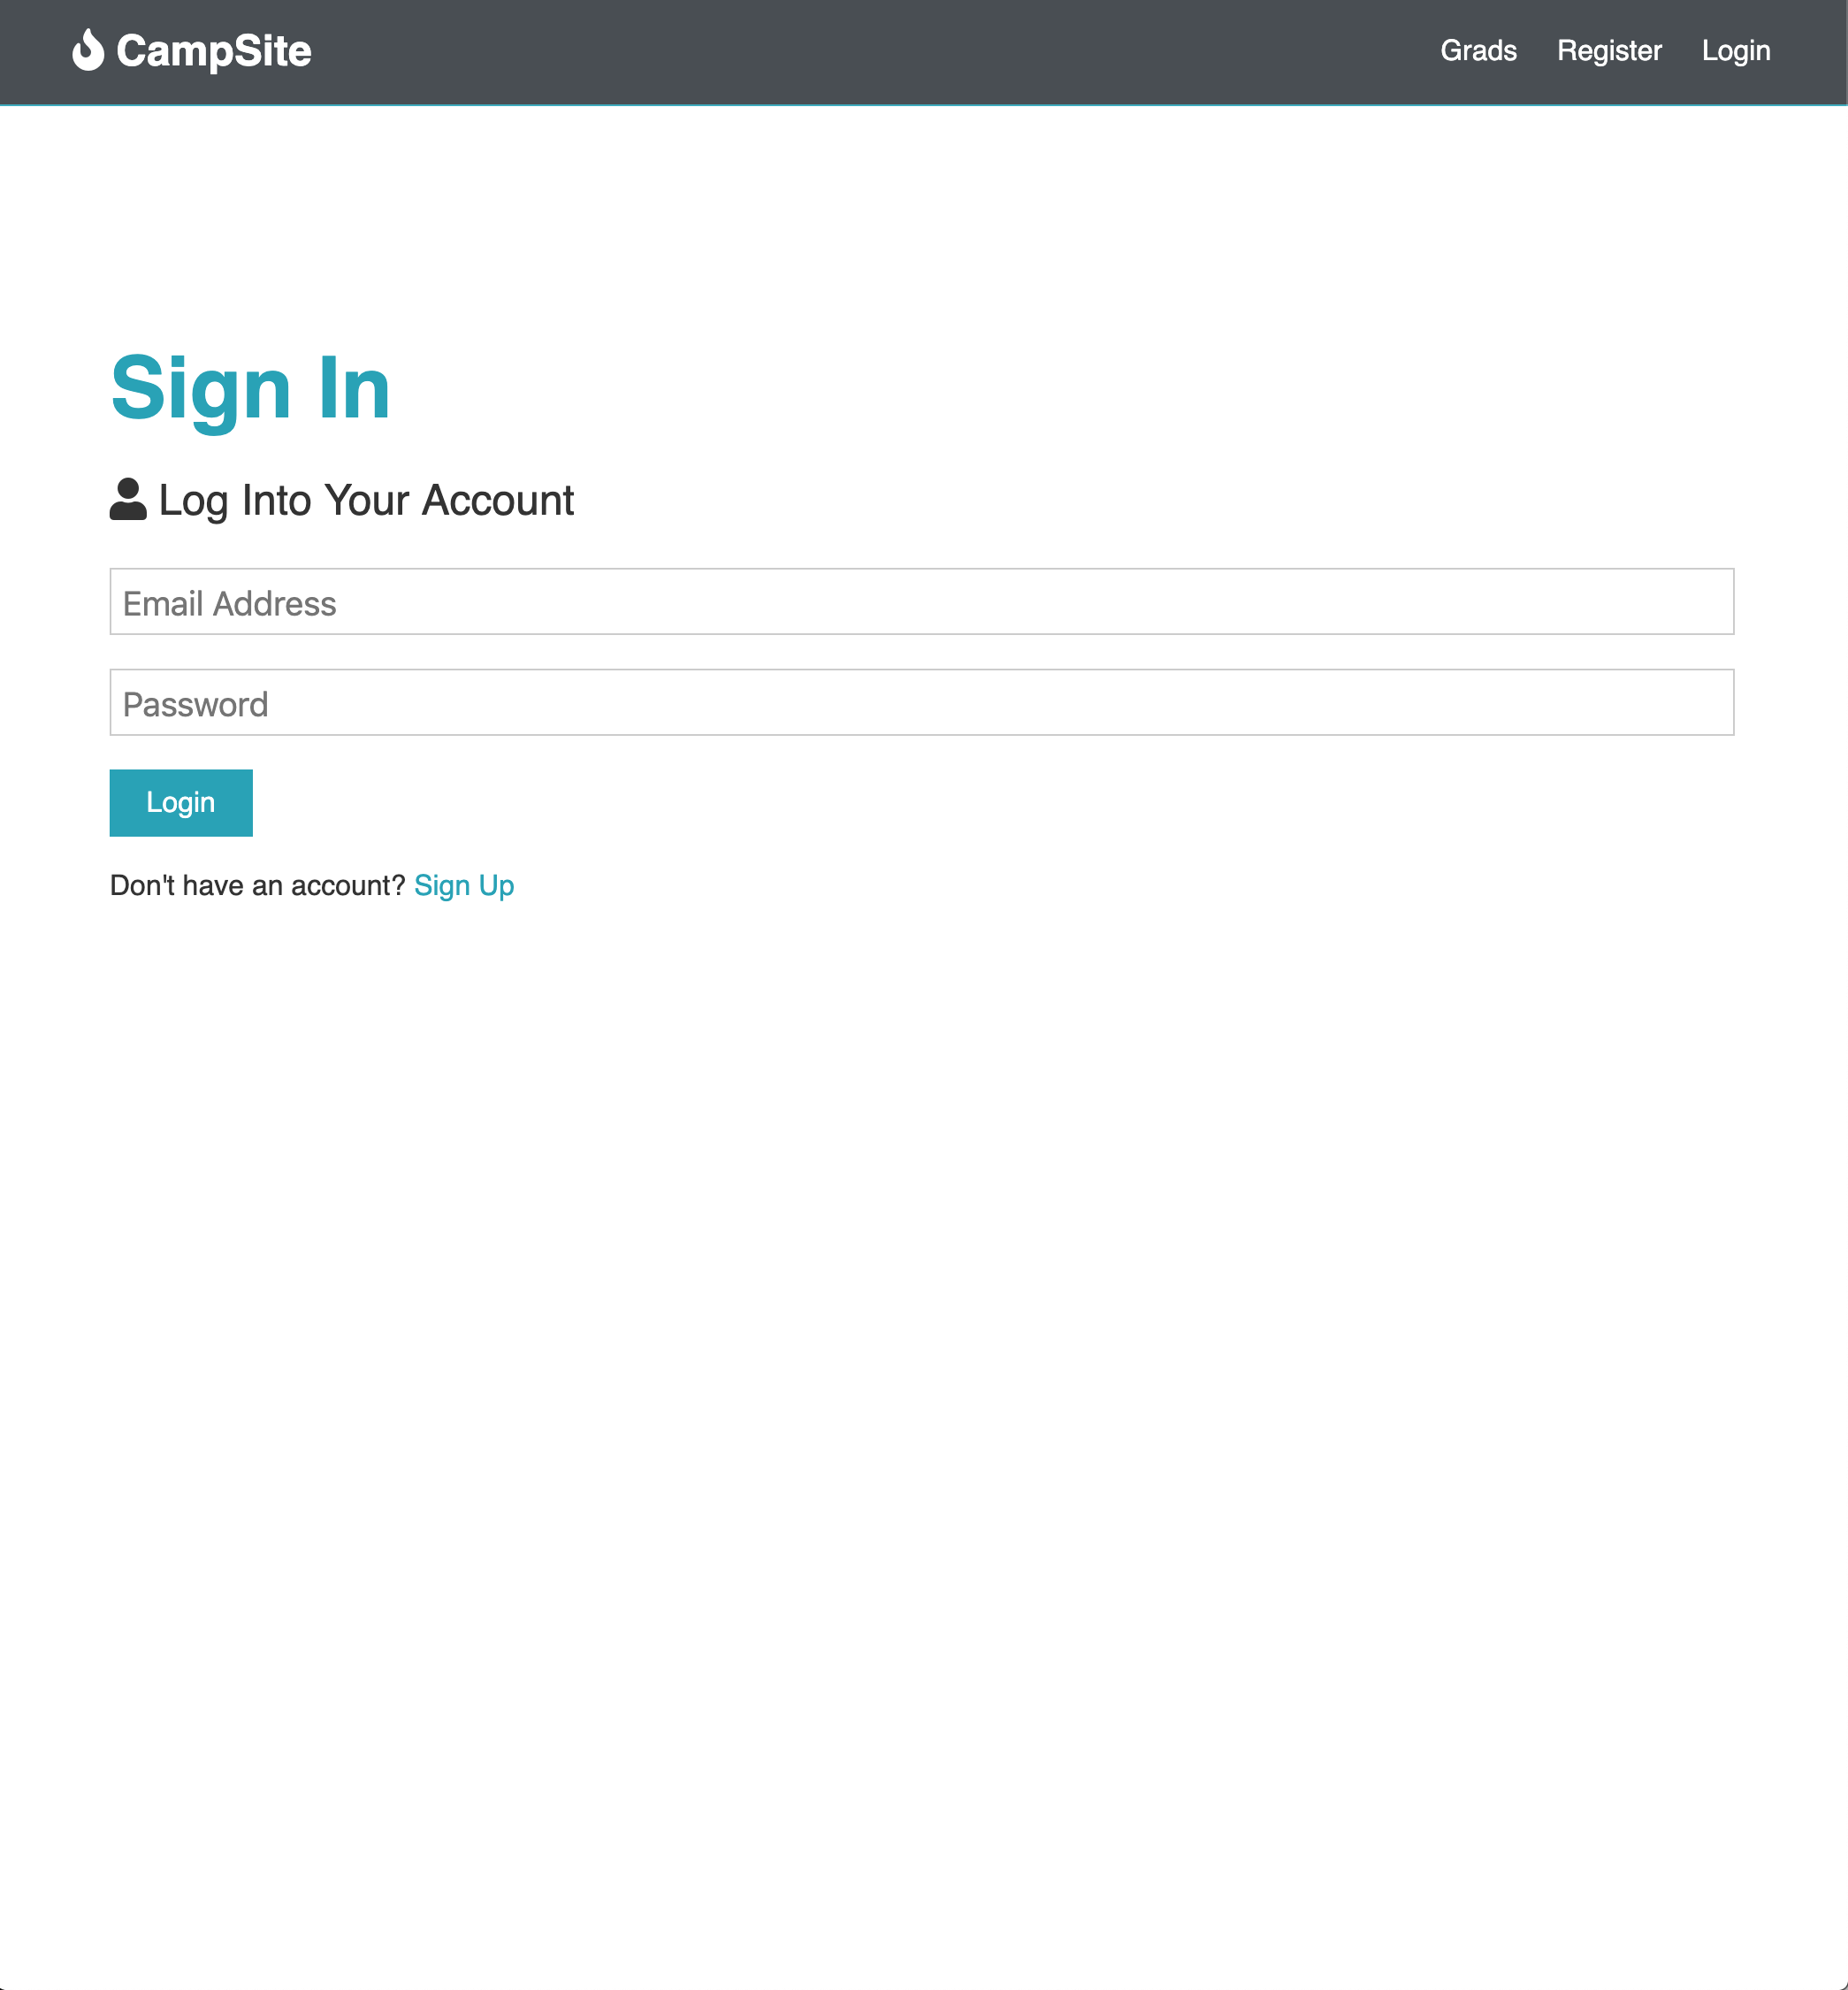 CampSite
Grads Register Login
Sign In
Log Into Your Account
Email Address
Password
Login
Don't have an account? Sign Up